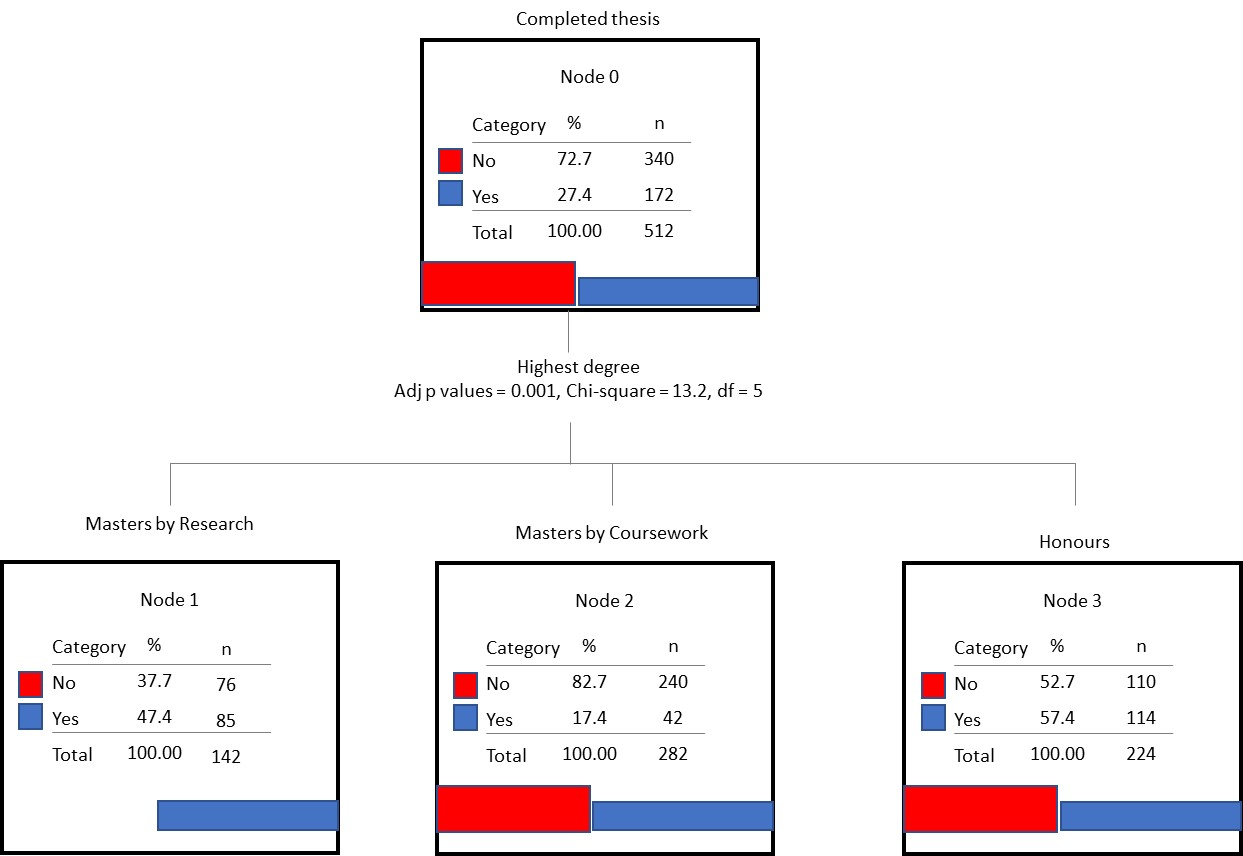 Completed thesis
Node 0
Category % n
No 72.7 340
Yes 27.4 172
Total 100.00 512
Highest degree
Adj p values = 0.001, Chi-square = 13.2, df = 5
Masters by Research
Node 1
Category % n
No 37.7 76
Yes 47.4 85
Total 100.00 142
Masters by Coursework
Node 2
Category % n
No 82.7 240
Yes 17.4 42
Total 100.00 282
Honours
Node 3
Category % n
No 52.7 110
Yes 57.4 114
Total 100.00 224